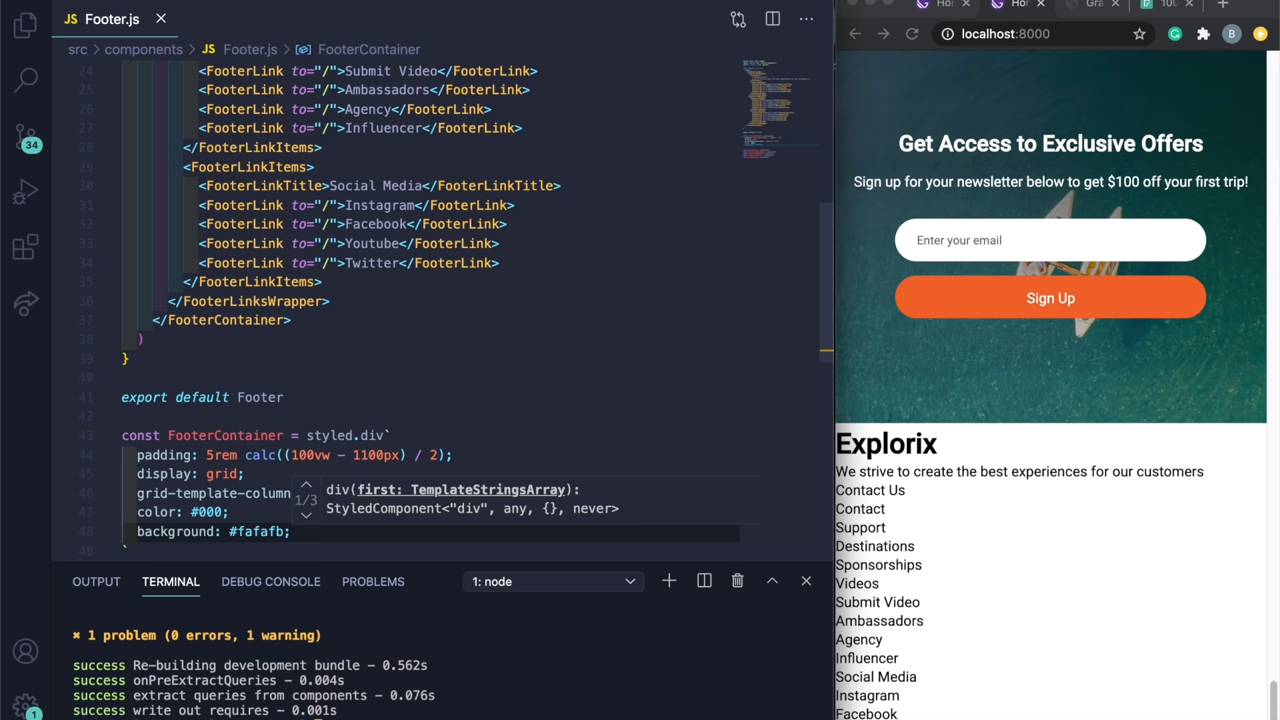 JS Footer.js
src > components > JS Footer.js > FooterContainer
24 <FooterLink to="/">Submit Video</FooterLink>
25 <FooterLink to="/">Ambassadors</FooterLink>
26 <FooterLink to="/">Agency</FooterLink>
27 <FooterLink to="/">Influencer</FooterLink>
28 </FooterLinkItems>
29 <FooterLinkItems>
30 <FooterLinkTitle>Social Media</FooterLinkTitle>
31 <FooterLink to="/">Instagram</FooterLink>
32 <FooterLink to="/">Facebook</FooterLink>
33 <FooterLink to="/">Youtube</FooterLink>
34 <FooterLink to="/">Twitter</FooterLink>
35 </FooterLinkItems>
36 </FooterLinksWrapper>
37 </FooterContainer>
38 )
39 }
40
41 export default Footer
42
43 const FooterContainer = styled.div`
44 padding: 5rem calc((100vw - 1100px) / 2);
45 display: grid;
46 grid-template-column
47 color: #000;
48 background: #fafafb;
49 `
1/3
div(first: TemplateStringsArray):
StyledComponent<"div", any, {}, never>
34
1
OUTPUT TERMINAL DEBUG CONSOLE PROBLEMS 1: node
✖ 1 problem (0 errors, 1 warning)
success Re-building development bundle - 0.562s
success onPreExtractQueries - 0.004s
success extract queries from components - 0.076s
success write out requires - 0.001s
Hor Hor Gra 100
localhost:8000 B
Get Access to Exclusive Offers
Sign up for your newsletter below to get $100 off your first trip!
Enter your email
Sign Up
Explorix
We strive to create the best experiences for our customers
Contact Us
Contact
Support
Destinations
Sponsorships
Videos
Submit Video
Ambassadors
Agency
Influencer
Social Media
Instagram
Facebook